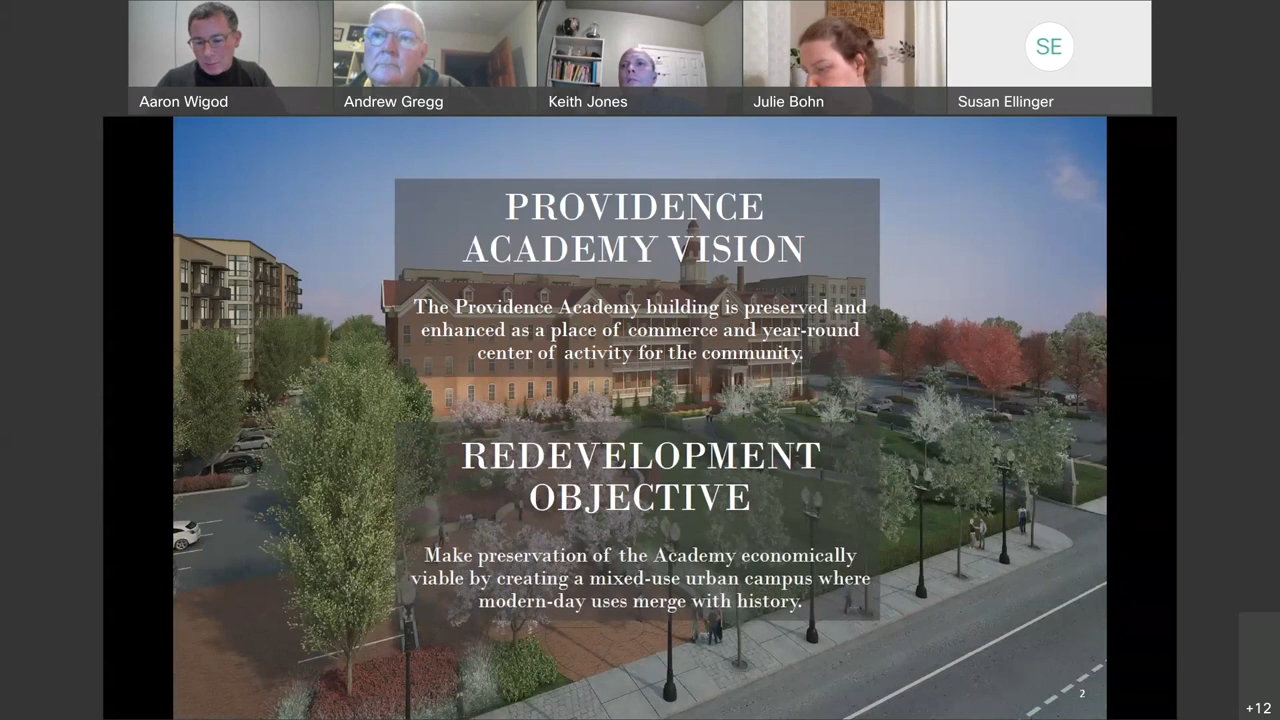 SE
Aaron Wigod
Andrew Gregg
Keith Jones
Julie Bohn
Susan Ellinger
PROVIDENCE
ACADEMY VISION
The Providence Academy building is preserved and
enhanced as a place of commerce and year-round
center of activity for the community.
REDEVELOPMENT
OBJECTIVE
Make preservation of the Academy economically
viable by creating a mixed-use urban campus where
modern-day uses merge with history.
2
+12